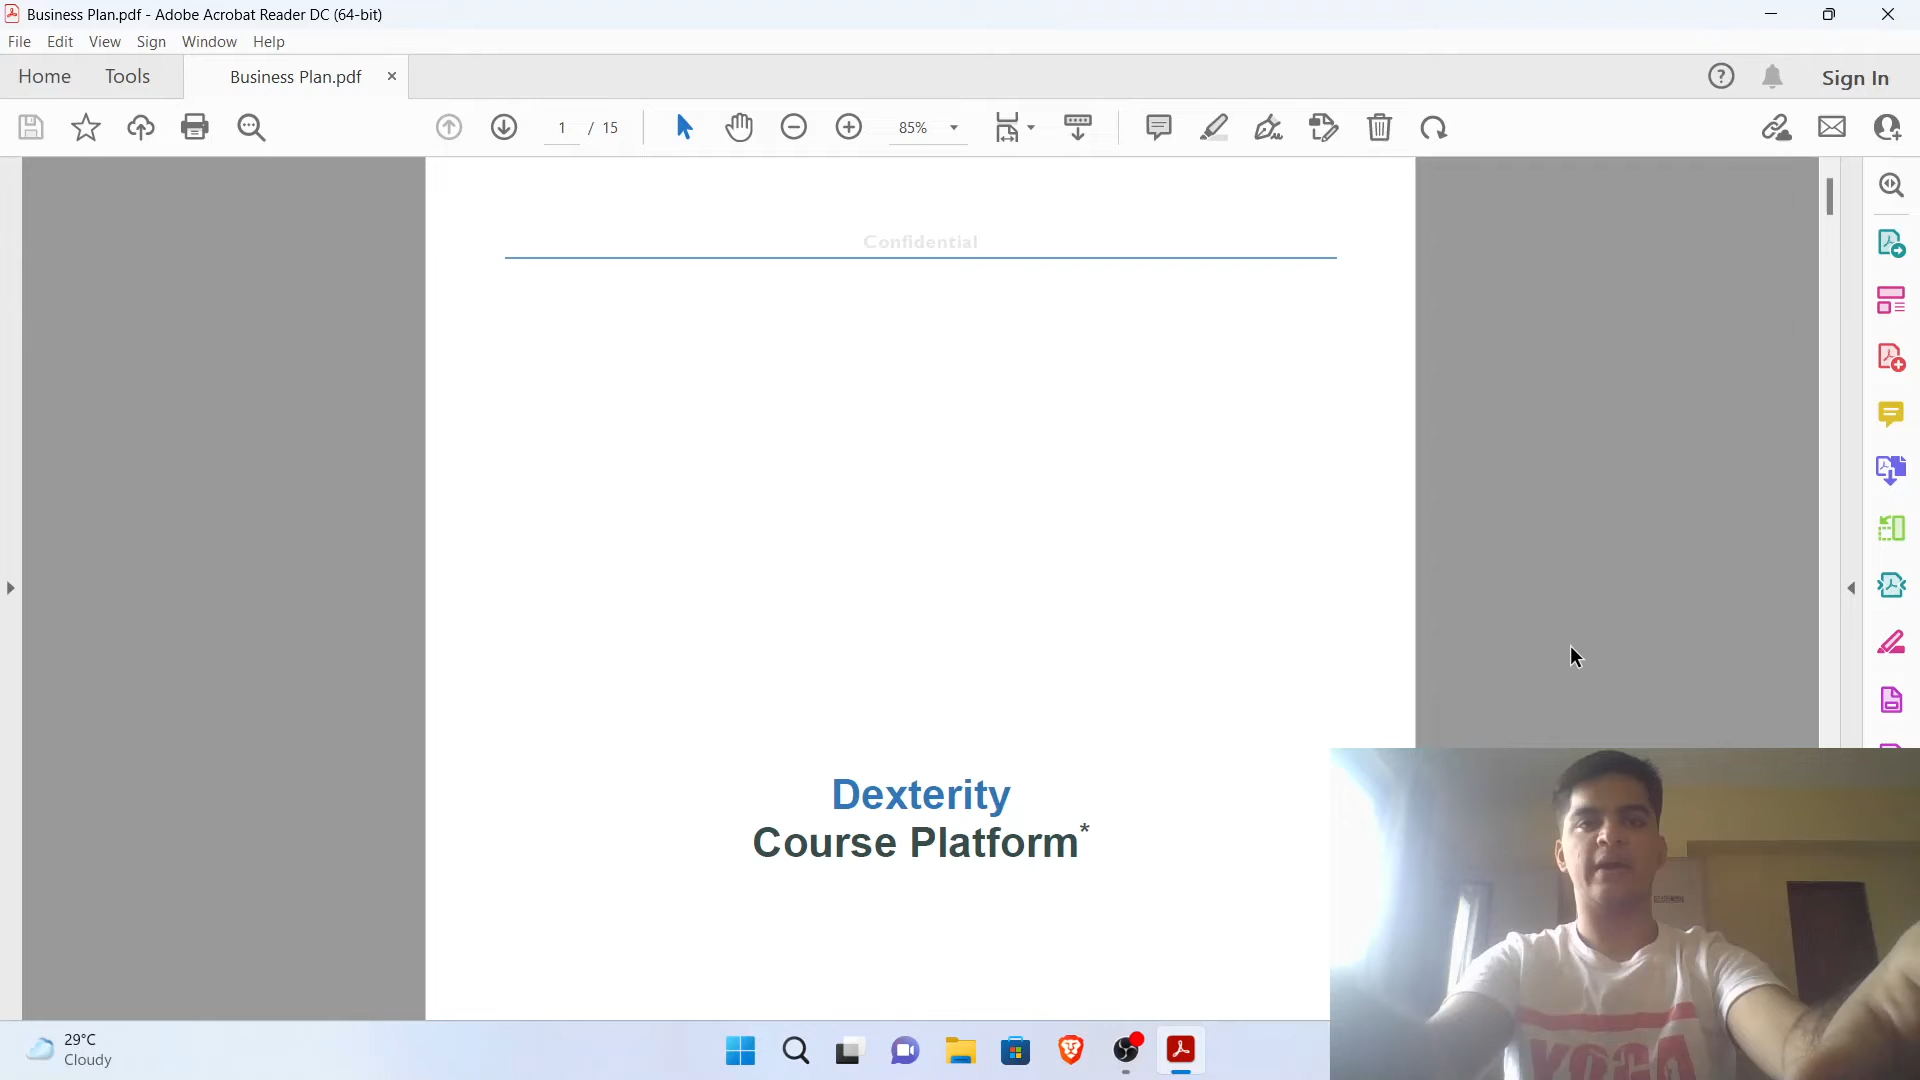 Business Plan.pdf - Adobe Acrobat Reader DC (64-bit)
File Edit View Sign Window Help
Home Tools Business Plan.pdf × Sign In
1 / 15 85%
Confidential
Dexterity
Course Platform*
29°C
Cloudy
YOGA